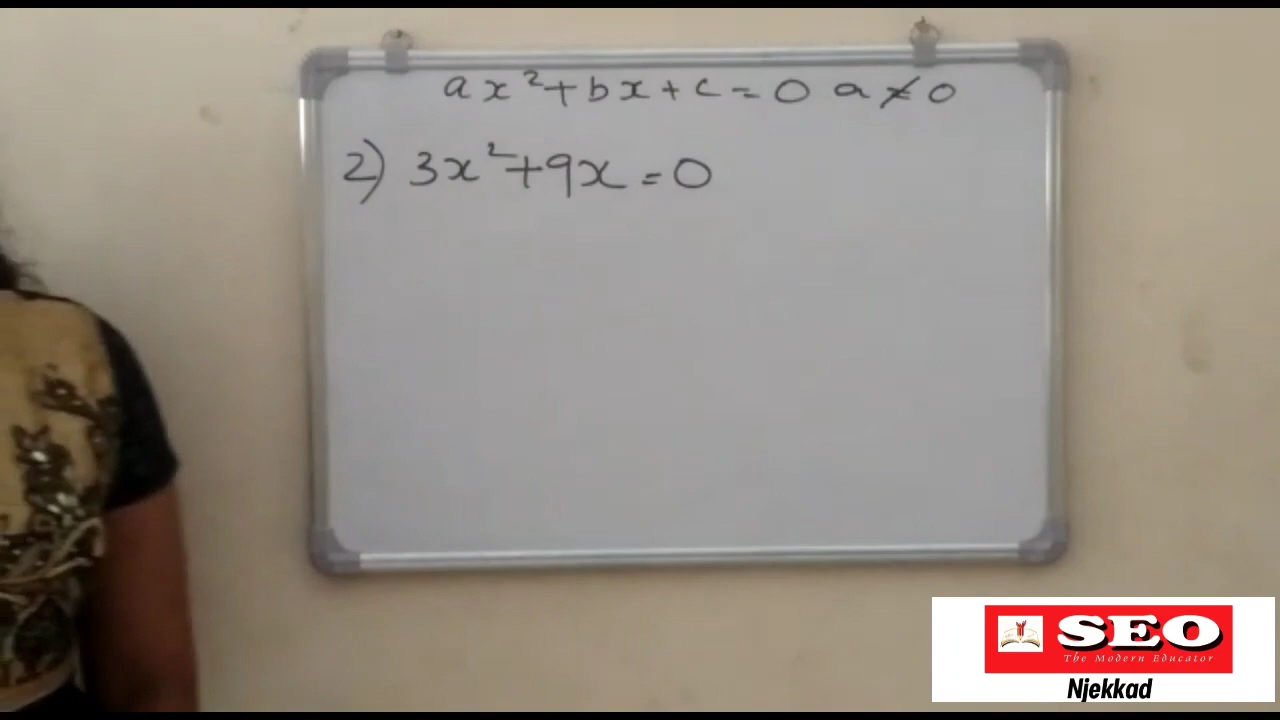 ax²+bx+c=0 a≠0
2) 3x²+9x=0
SEO
The Modern Educator
Njekkad